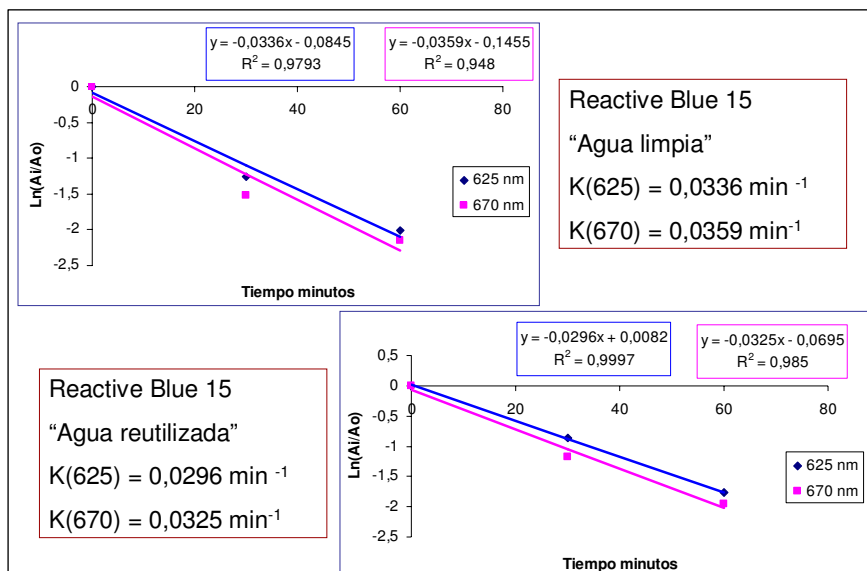 y = -0,0336x - 0,0845
R² = 0,9793
y = -0,0359x - 0,1455
R² = 0,948
0
-0,5
-1
-1,5
-2
-2,5
0
20
40
60
80
Ln(Ai/Ao)
Tiempo minutos
625 nm
670 nm
Reactive Blue 15
“Agua limpia”
K(625) = 0,0336 min ⁻¹
K(670) = 0,0359 min⁻¹
Reactive Blue 15
“Agua reutilizada”
K(625) = 0,0296 min ⁻¹
K(670) = 0,0325 min⁻¹
y = -0,0296x + 0,0082
R² = 0,9997
y = -0,0325x - 0,0695
R² = 0,985
0,5
0
-0,5
-1
-1,5
-2
-2,5
0
20
40
60
80
Ln(Ai/Ao)
Tiempo minutos
625 nm
670 nm